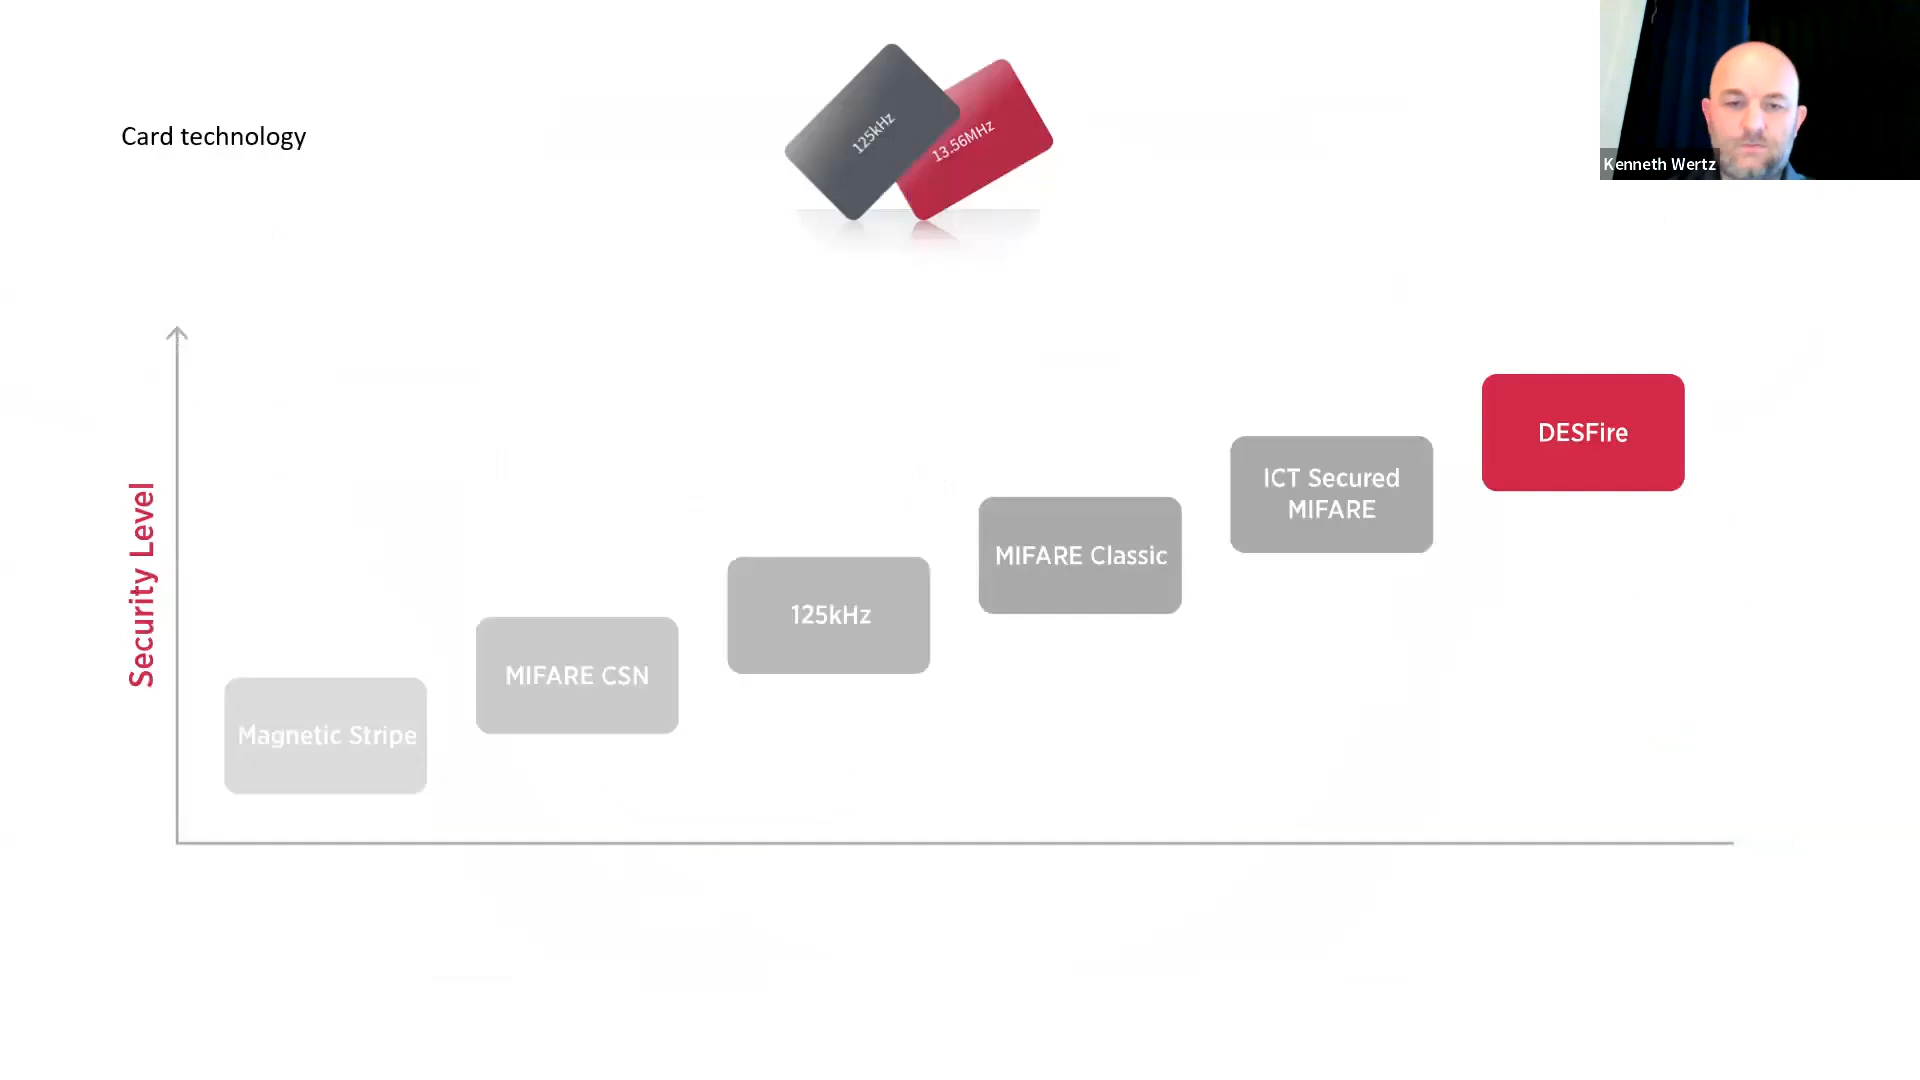 Card technology
125kHz
13.56MHz
Kenneth Wertz
Security Level
DESFire
ICT Secured
MIFARE
MIFARE Classic
125kHz
MIFARE CSN
Magnetic Stripe